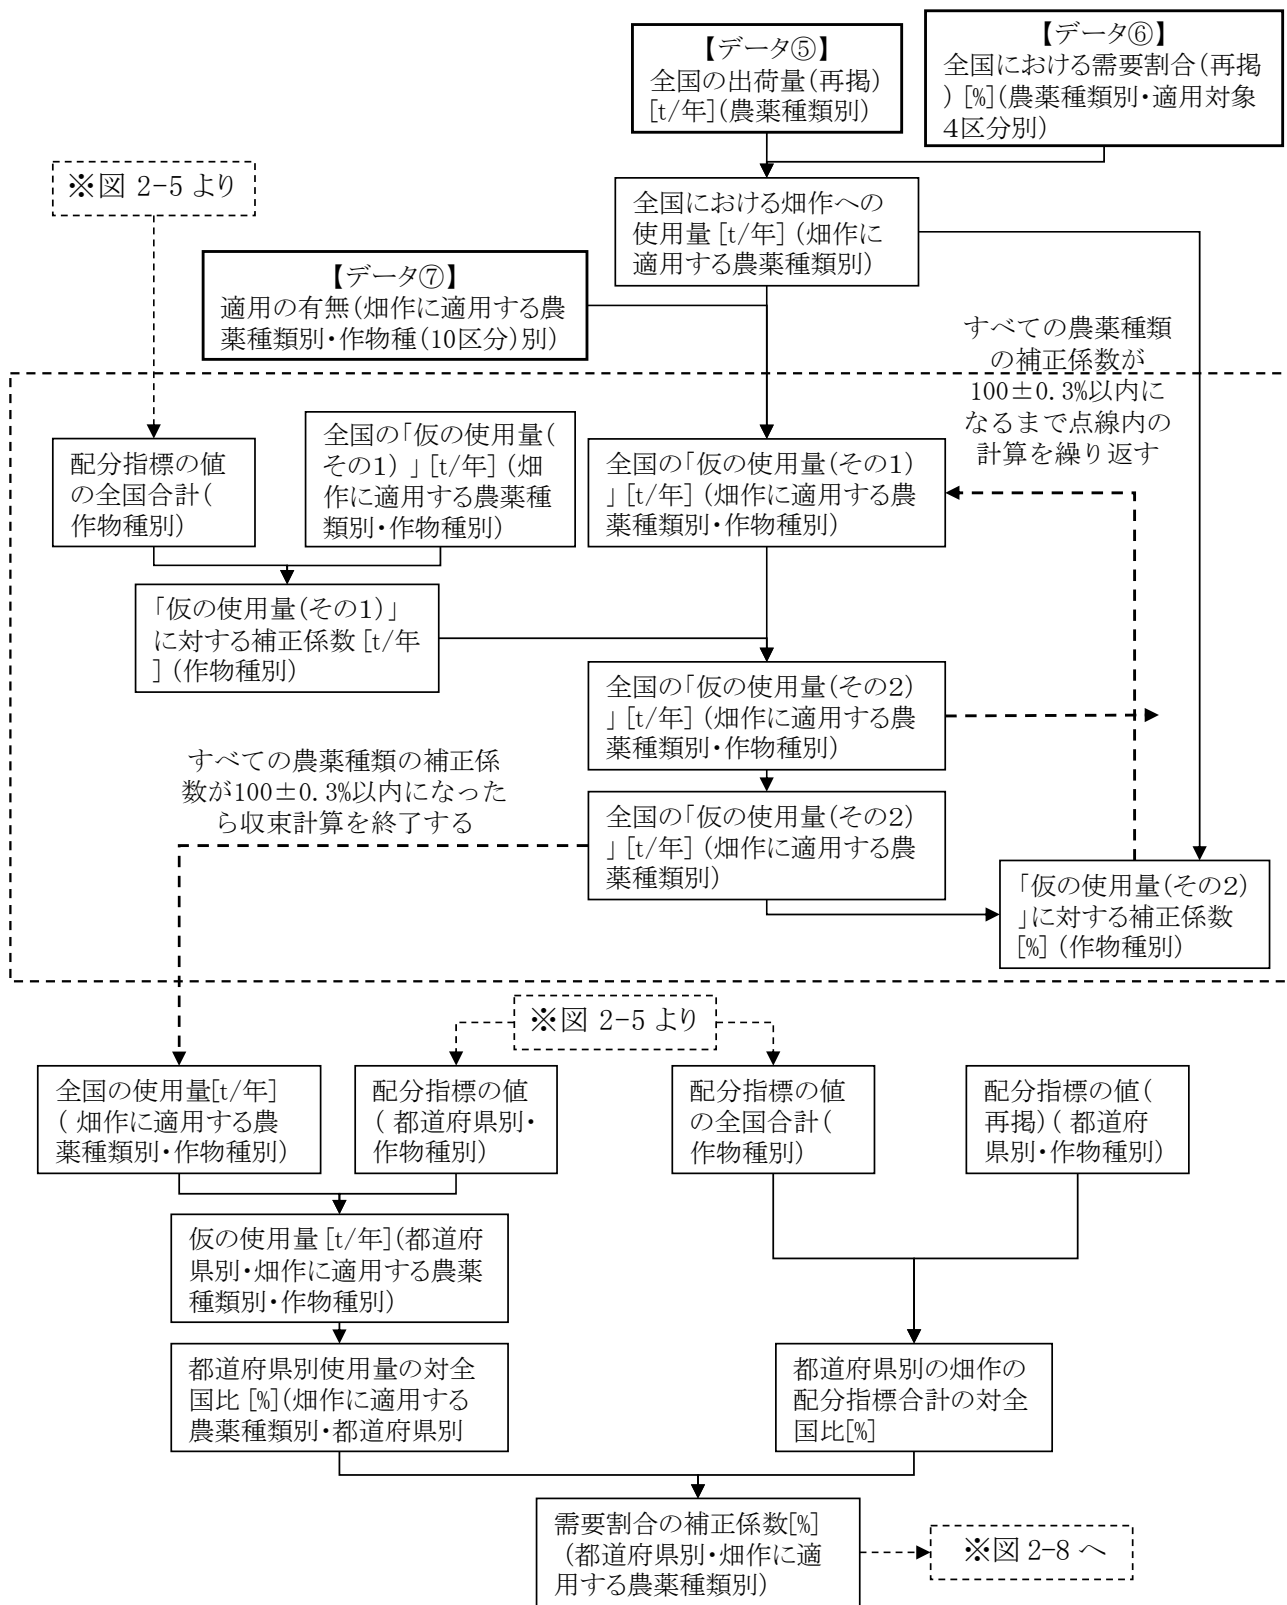 【データ⑤】
全国の出荷量(再掲)
[t/年](農薬種類別)
【データ⑥】
全国における需要割合(再掲
)[%](農薬種類別・適用対象
4区分別)
※図 2-5 より
全国における畑作への
使用量[t/年](畑作に
適用する農薬種類別)
【データ⑦】
適用の有無(畑作に適用する農
薬種類別・作物種(10区分)別)
すべての農薬種類
の補正係数が
100±0.3%以内に
なるまで点線内の
計算を繰り返す
配分指標の値
の全国合計(
作物種別)
全国の「仮の使用量(
その1)」[t/年](畑
作に適用する農薬種
類別・作物種別)
全国の「仮の使用量(その1)
」[t/年](畑作に適用する農
薬種類別・作物種別)
「仮の使用量(その1)」
に対する補正係数[t/年
](作物種別)
全国の「仮の使用量(その2)
」[t/年](畑作に適用する農
薬種類別・作物種別)
すべての農薬種類の補正係
数が100±0.3%以内になった
ら収束計算を終了する
全国の「仮の使用量(その2)
」[t/年](畑作に適用する農
薬種類別)
「仮の使用量(その2)
」に対する補正係数
[%](作物種別)
※図 2-5 より
全国の使用量[t/年]
(畑作に適用する農
薬種類別・作物種別)
配分指標の値
(都道府県別・
作物種別)
配分指標の値
の全国合計(
作物種別)
配分指標の値(
再掲)(都道府
県別・作物種別)
仮の使用量[t/年](都道府
県別・畑作に適用する農薬
種類別・作物種別)
都道府県別使用量の対全
国比[%](畑作に適用する
農薬種類別・都道府県別
都道府県別の畑作の
配分指標合計の対全
国比[%]
需要割合の補正係数[%]
(都道府県別・畑作に適
用する農薬種類別)
※図 2-8 へ